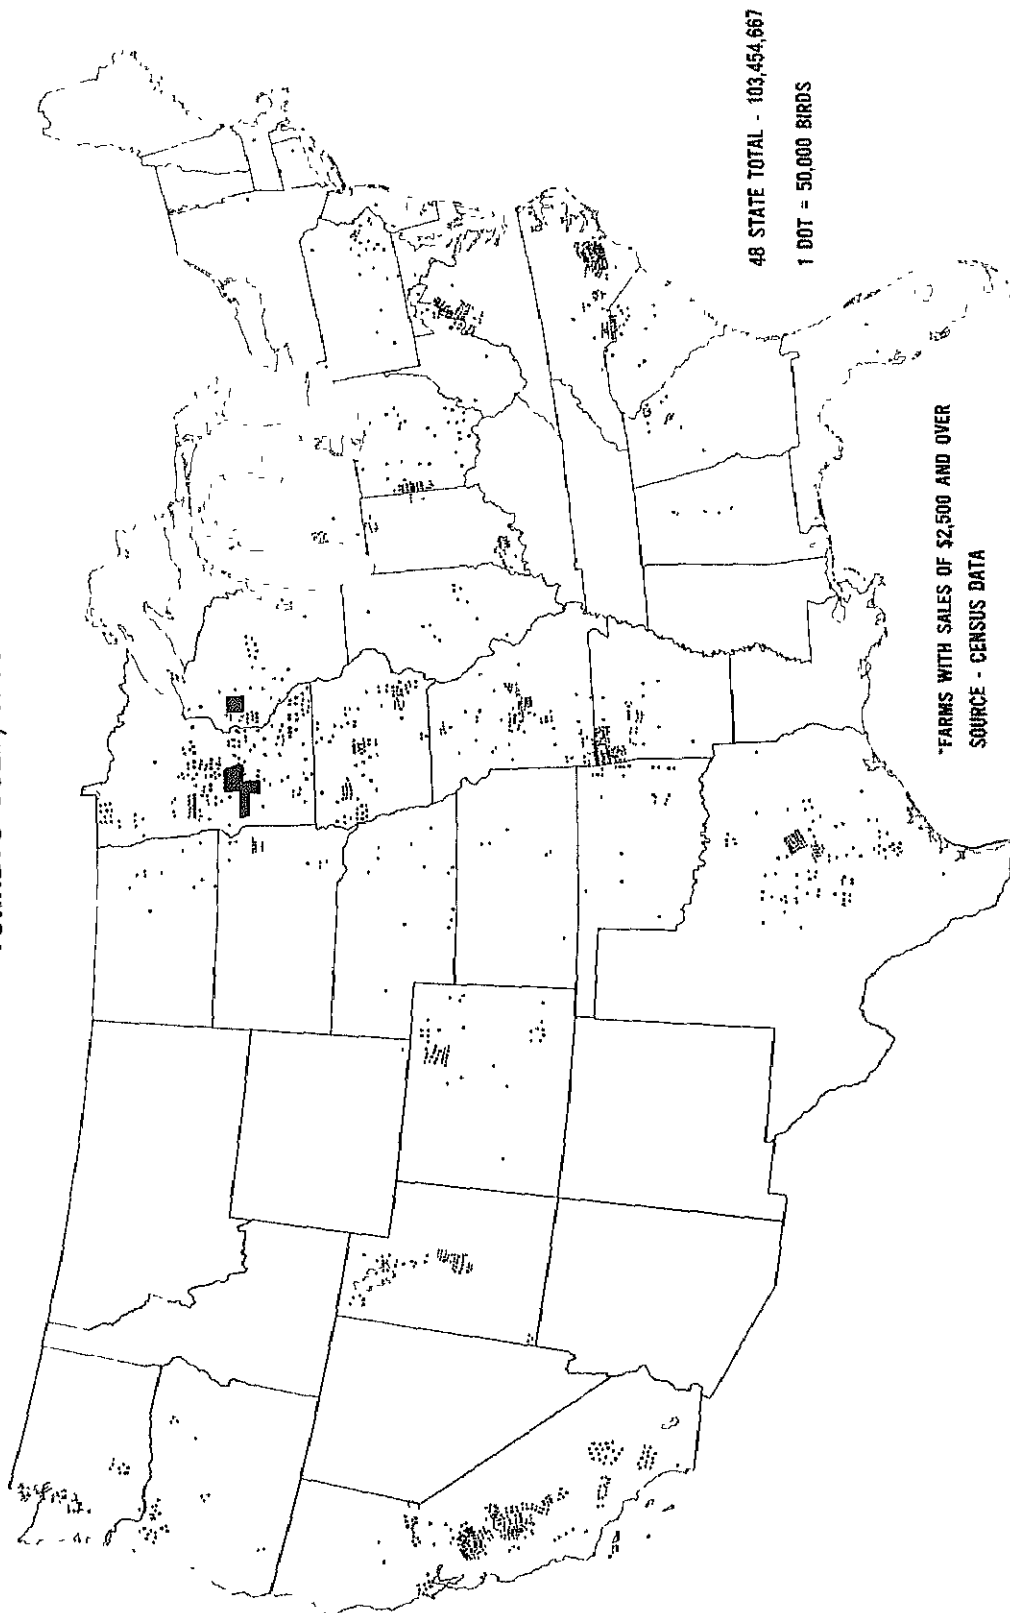 48 STATE TOTAL - 103,454,667
1 DOT = 50,000 BIRDS
*FARMS WITH SALES OF $2,500 AND OVER
SOURCE - CENSUS DATA